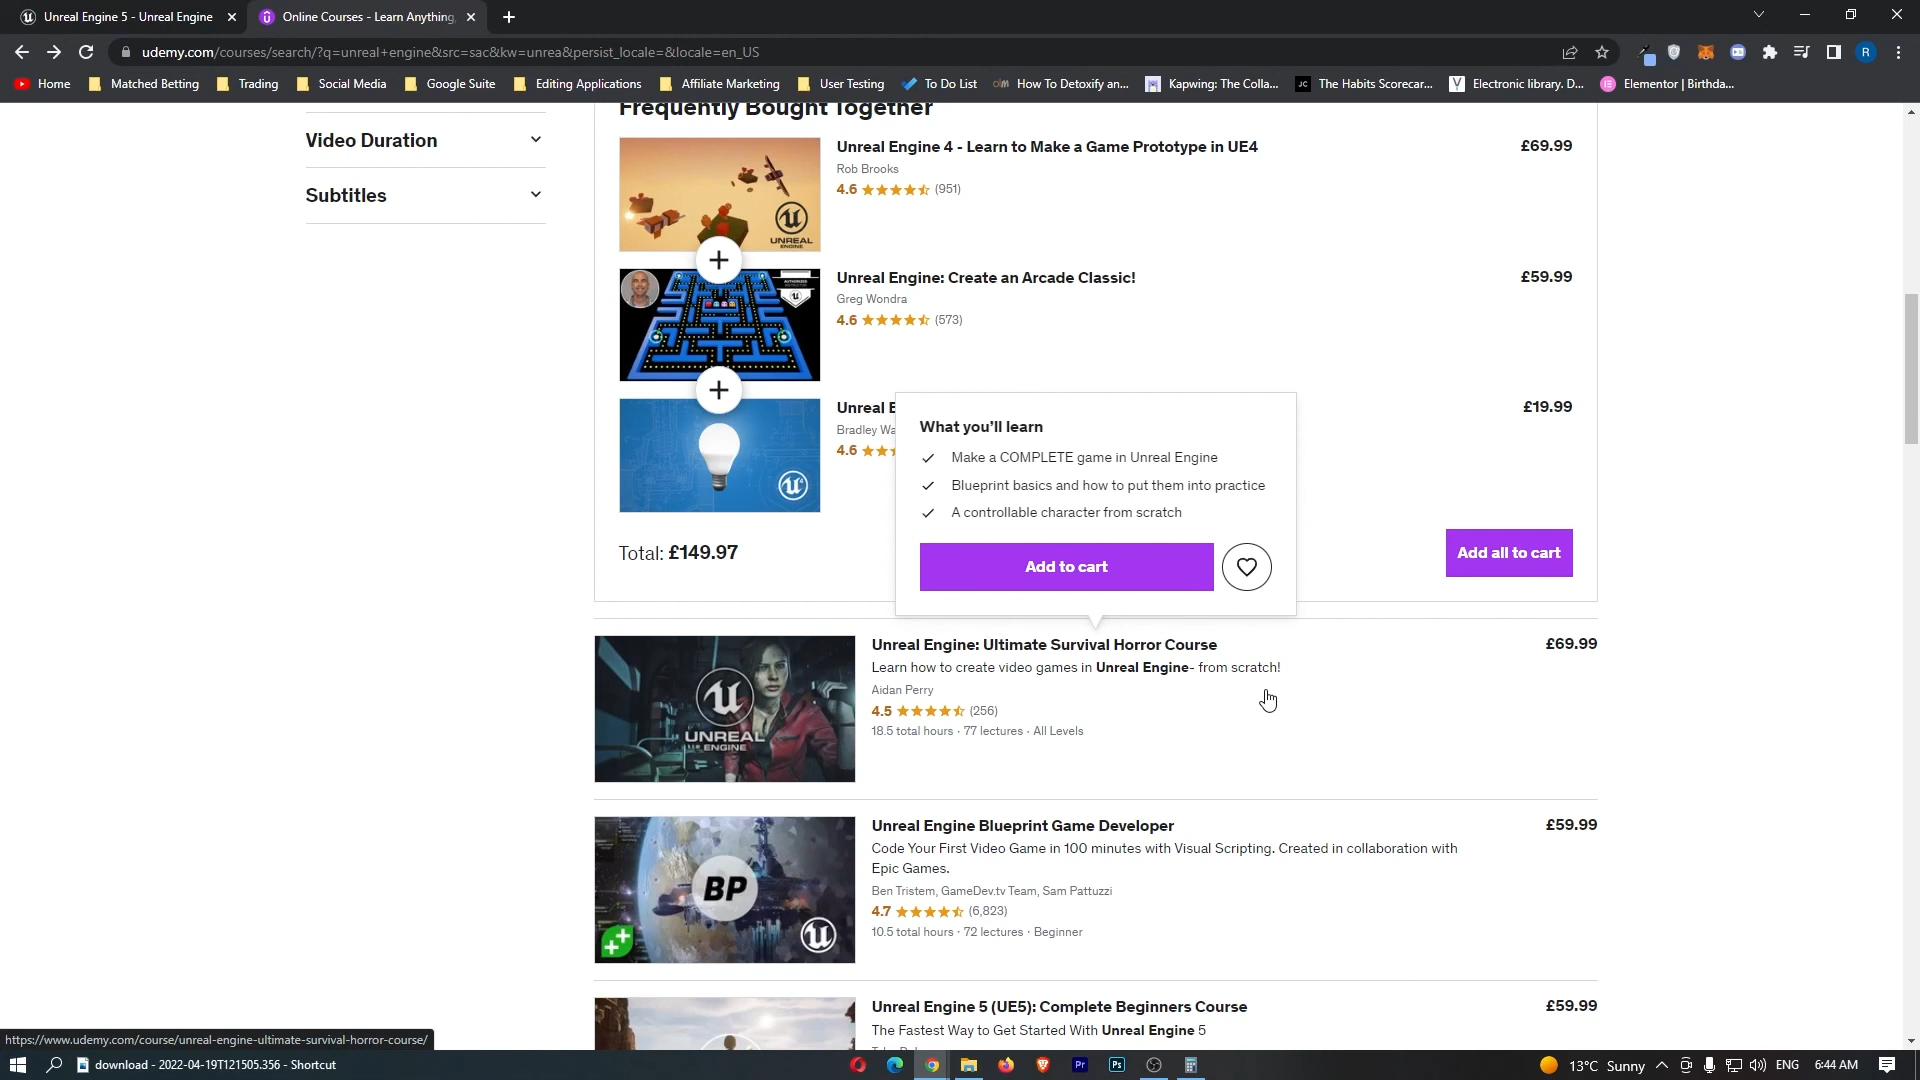 Unreal Engine 5 - Unreal Engine
Online Courses - Learn Anything,
udemy.com/courses/search/?q=unreal+engine&src=sac&kw=unrea&persist_locale=&locale=en_US
R
Home
Matched Betting
Trading
Social Media
Google Suite
Editing Applications
Affiliate Marketing
User Testing
To Do List
How To Detoxify an...
Kapwing: The Colla...
JC
The Habits Scorecar...
Electronic library. D...
Elementor | Birthda...
Frequently Bought Together
Video Duration
Subtitles
Unreal Engine 4 - Learn to Make a Game Prototype in UE4
£69.99
Rob Brooks
4.6 (951)
UNREAL
ENGINE
Unreal Engine: Create an Arcade Classic!
£59.99
Greg Wondra
4.6 (573)
Unreal E
£19.99
Bradley Wa
4.6
What you'll learn
Make a COMPLETE game in Unreal Engine
Blueprint basics and how to put them into practice
A controllable character from scratch
Add to cart
Total: £149.97
Add all to cart
Unreal Engine: Ultimate Survival Horror Course
£69.99
Learn how to create video games in Unreal Engine- from scratch!
Aidan Perry
4.5 (256)
18.5 total hours · 77 lectures · All Levels
UNREAL
ENGINE
Unreal Engine Blueprint Game Developer
£59.99
Code Your First Video Game in 100 minutes with Visual Scripting. Created in collaboration with
Epic Games.
Ben Tristem, GameDev.tv Team, Sam Pattuzzi
4.7 (6,823)
10.5 total hours · 72 lectures · Beginner
BP
Unreal Engine 5 (UE5): Complete Beginners Course
£59.99
The Fastest Way to Get Started With Unreal Engine 5
https://www.udemy.com/course/unreal-engine-ultimate-survival-horror-course/
download - 2022-04-19T121505.356 - Shortcut
Pr
Ps
13°C Sunny
ENG
6:44 AM